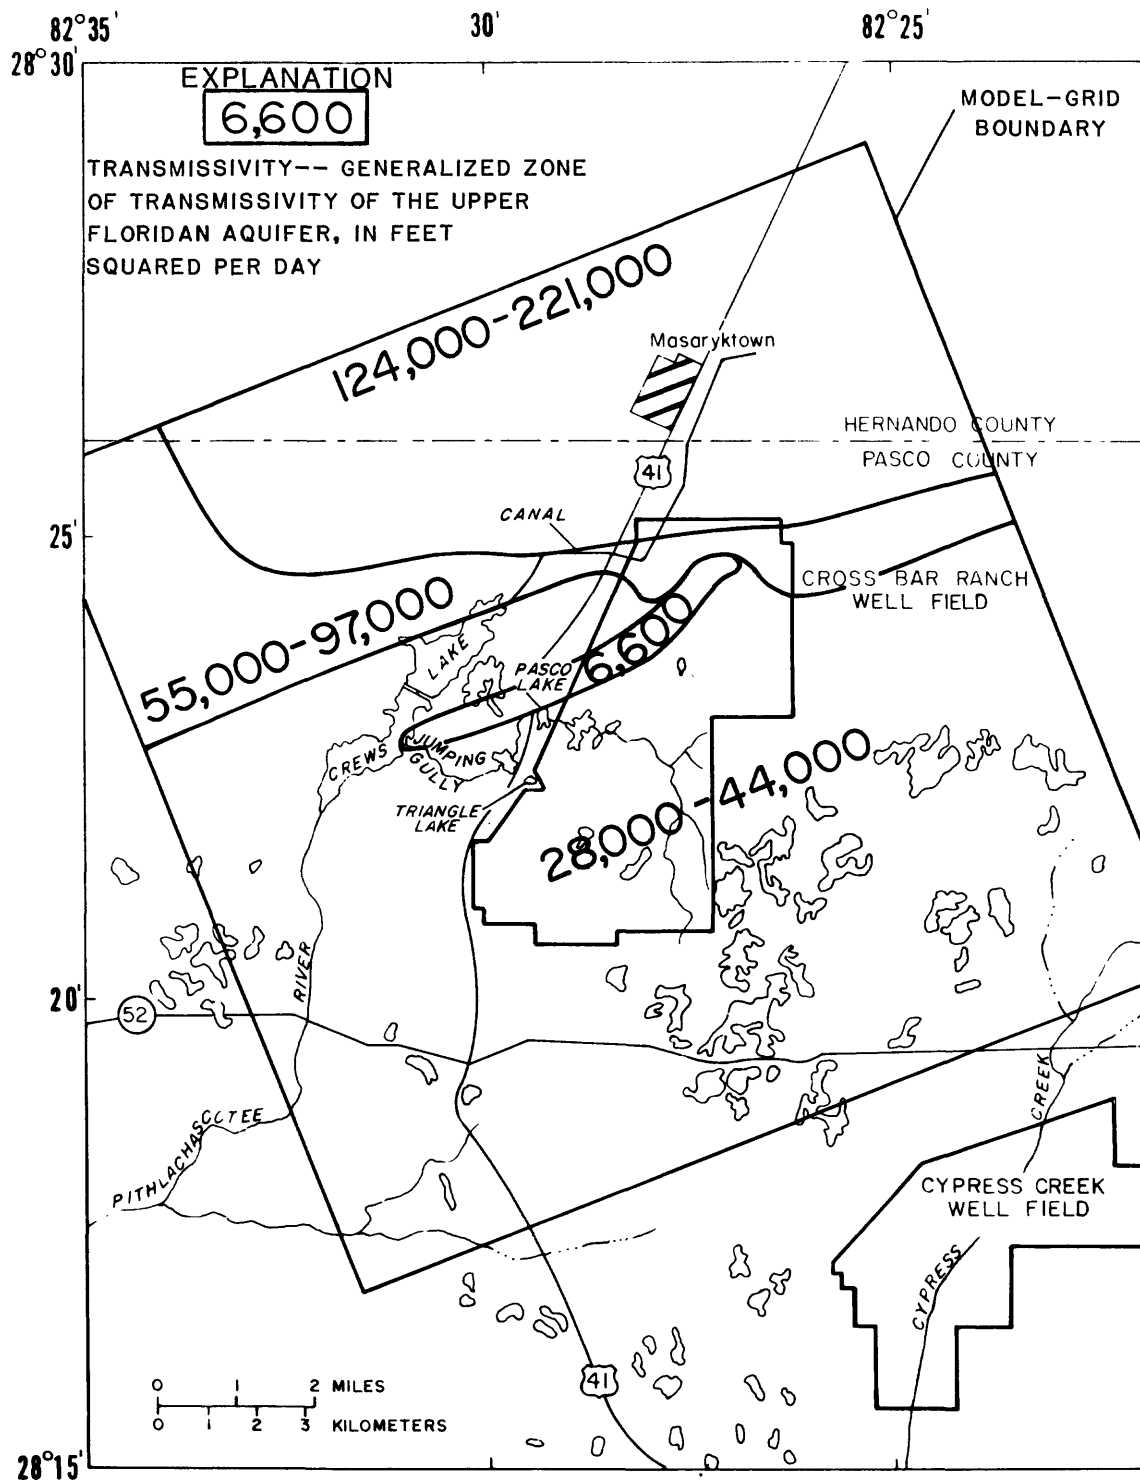 82°35'
30'
82°25'
28°30'
EXPLANATION
6,600
TRANSMISSIVITY-- GENERALIZED ZONE
OF TRANSMISSIVITY OF THE UPPER
FLORIDAN AQUIFER, IN FEET
SQUARED PER DAY
MODEL-GRID
BOUNDARY
124,000-221,000
Masaryktown
HERNANDO COUNTY
PASCO COUNTY
41
CANAL
25'
CROSS BAR RANCH
WELL FIELD
55,000-97,000
6,600
LAKE
PASCO
LAKE
CREWS
JUMPING
GULLY
TRIANGLE
LAKE
28,000-44,000
RIVER
20'
52
PITHLACHASCOTEE
CREEK
CYPRESS CREEK
WELL FIELD
CYPRESS
41
0 1 2 MILES
0 1 2 3 KILOMETERS
28°15'